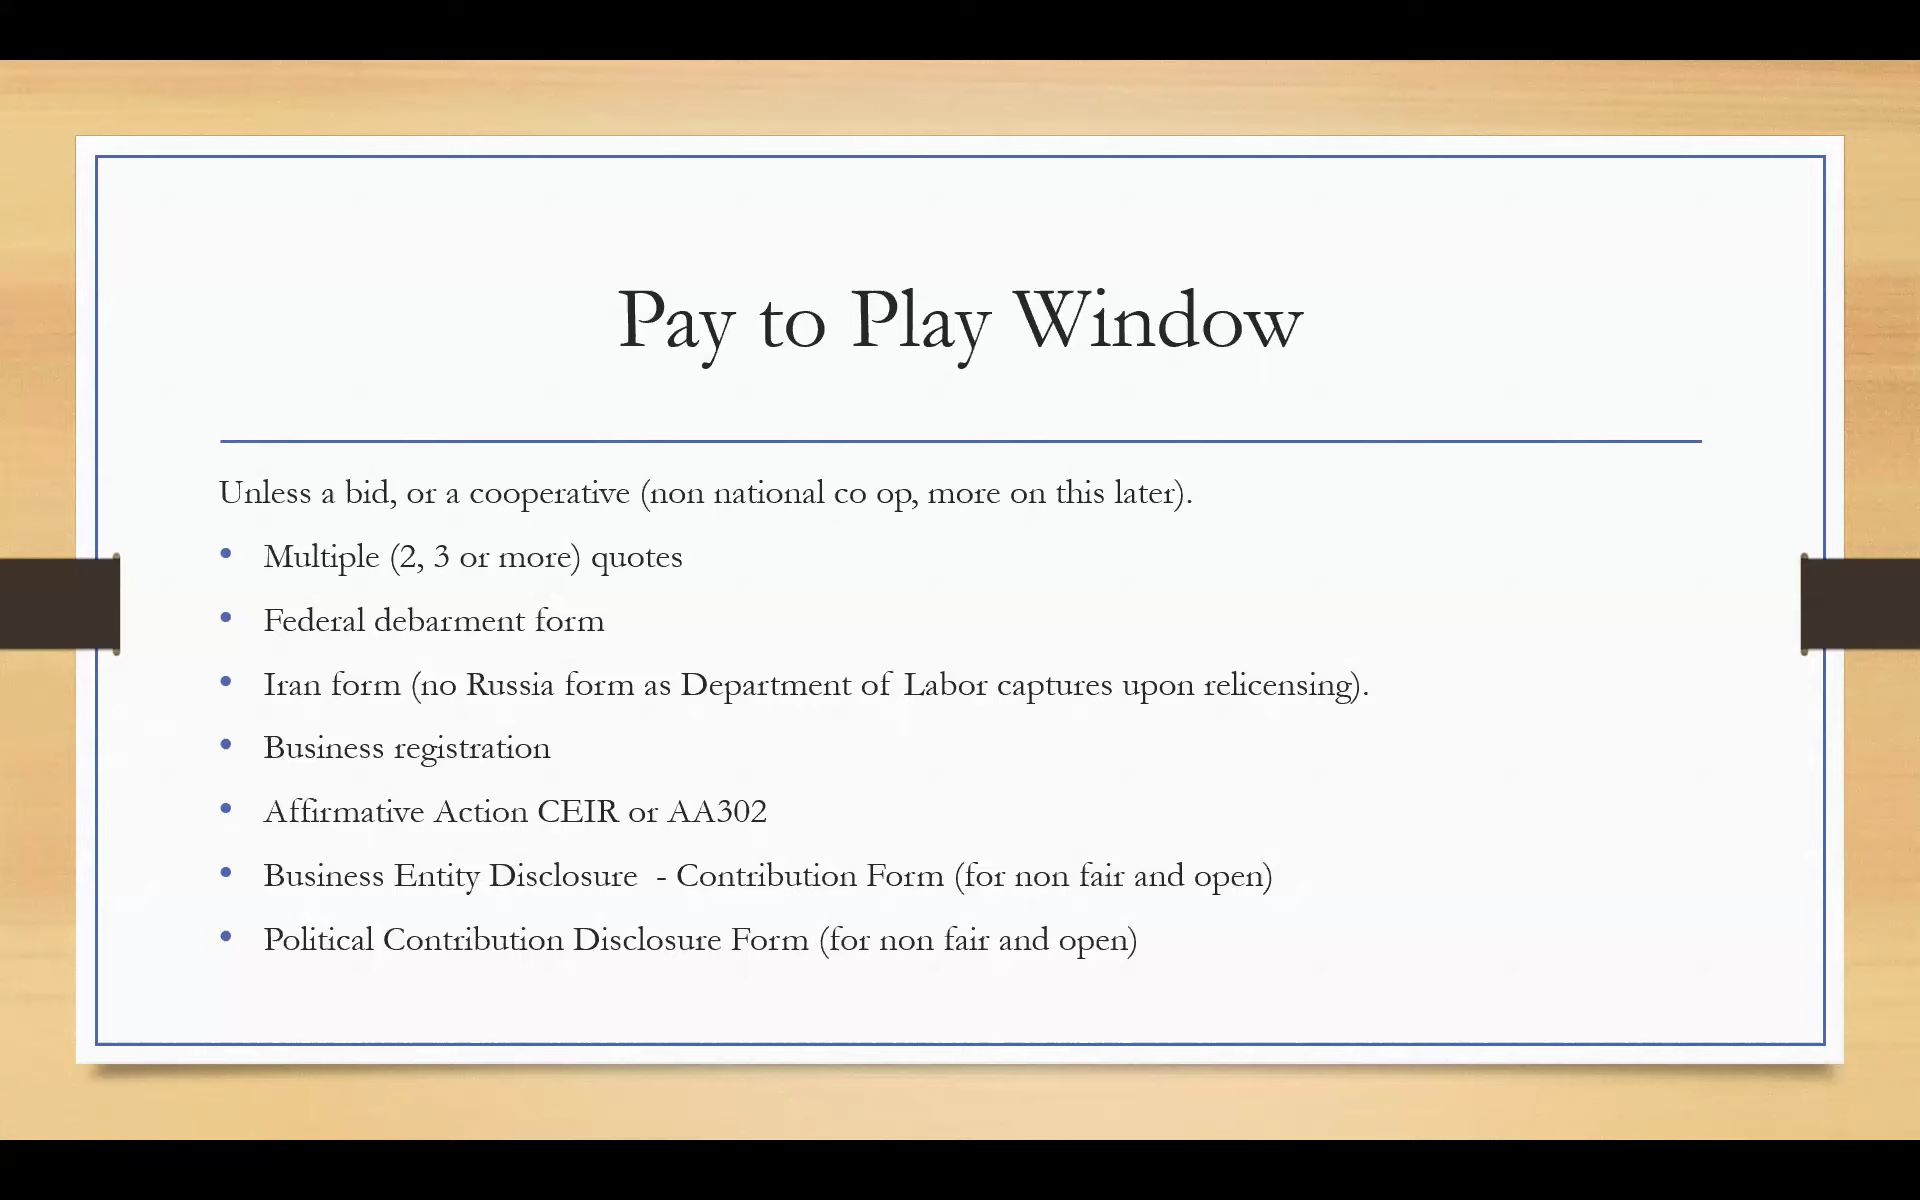 Pay to Play Window
Unless a bid, or a cooperative (non national co op, more on this later).
• Multiple (2, 3 or more) quotes
• Federal debarment form
• Iran form (no Russia form as Department of Labor captures upon relicensing).
• Business registration
• Affirmative Action CEIR or AA302
• Business Entity Disclosure  - Contribution Form (for non fair and open)
• Political Contribution Disclosure Form (for non fair and open)